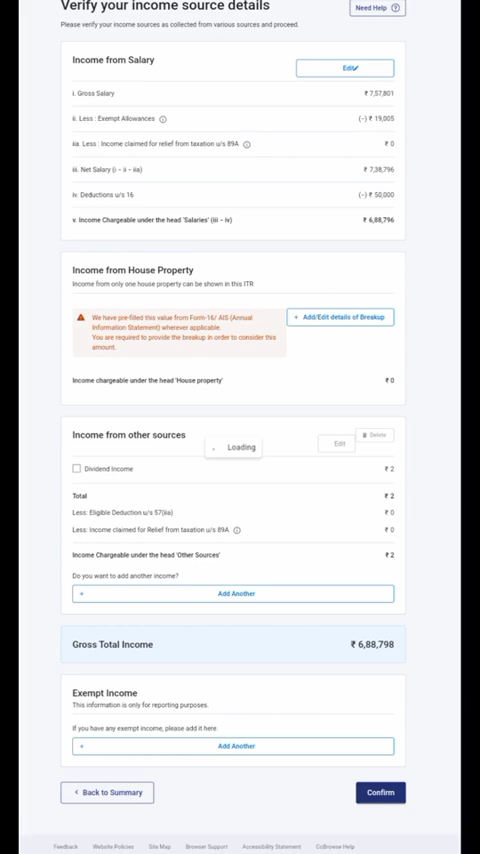 Verify your income source details
Need Help
Please verify your income sources as collected from various sources and proceed.
Income from Salary
Edit
i. Gross Salary ₹ 7,57,801
ii. Less : Exempt Allowances (-) ₹ 19,005
iia. Less : Income claimed for relief from taxation u/s 89A ₹ 0
iii. Net Salary (i - ii - iia) ₹ 7,38,796
iv. Deductions u/s 16 (-) ₹ 50,000
v. Income Chargeable under the head 'Salaries' (iii - iv) ₹ 6,88,796
Income from House Property
Income from only one house property can be shown in this ITR
We have pre-filled this value from Form-16/ AIS (Annual
Information Statement) wherever applicable.
You are required to provide the breakup in order to consider this
amount.
+ Add/Edit details of Breakup
Income chargeable under the head 'House property' ₹ 0
Income from other sources
Edit
Delete
Loading
Dividend Income ₹ 2
Total ₹ 2
Less: Eligible Deduction u/s 57(iia) ₹ 0
Less: Income claimed for Relief from taxation u/s 89A ₹ 0
Income Chargeable under the head 'Other Sources' ₹ 2
Do you want to add another income?
+ Add Another
Gross Total Income ₹ 6,88,798
Exempt Income
This information is only for reporting purposes.
If you have any exempt income, please add it here.
+ Add Another
< Back to Summary
Confirm
Feedback Website Policies Site Map Browser Support Accessibility Statement CoBrowse Help